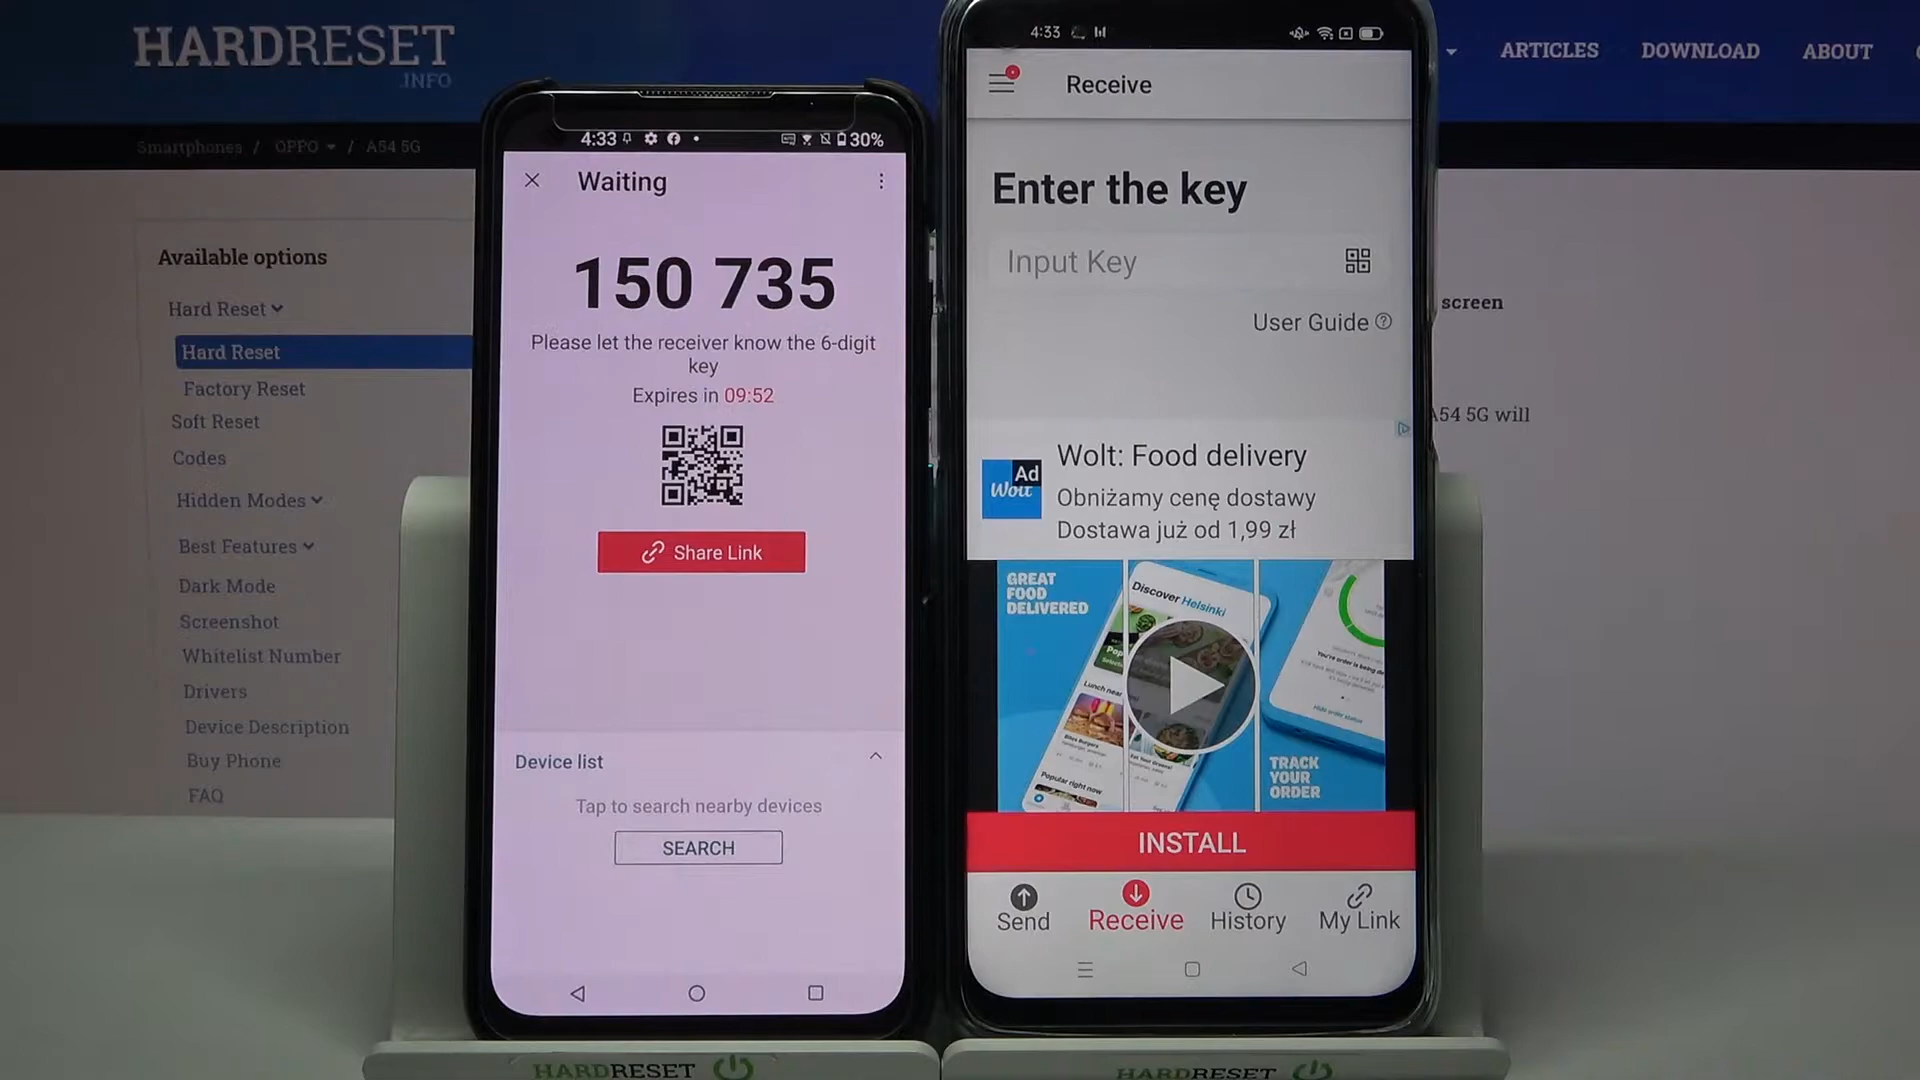 HARDRESET
.INFO
ARTICLES
DOWNLOAD
ABOUT
Smartphones / OPPO / A54 5G
Available options
Hard Reset
Hard Reset
Factory Reset
Soft Reset
Codes
Hidden Modes
Best Features
Dark Mode
Screenshot
Whitelist Number
Drivers
Device Description
Buy Phone
FAQ
4:33
30%
Waiting
150 735
Please let the receiver know the 6-digit
key
Expires in 09:52
Share Link
Device list
Tap to search nearby devices
SEARCH
4:33
Receive
Enter the key
Input Key
User Guide
Ad
Wolt
Wolt: Food delivery
Obniżamy cenę dostawy
Dostawa już od 1,99 zł
GREAT
FOOD
DELIVERED
Discover Helsinki
Lunch near
Popular right now
TRACK
YOUR
ORDER
INSTALL
Send
Receive
History
My Link
screen
A54 5G will
HARDRESET
HARDRESET